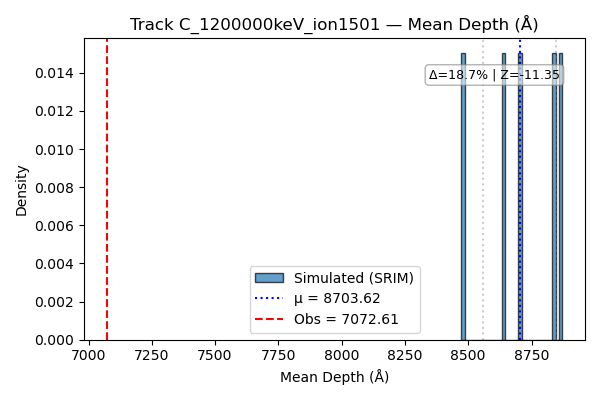 Track C_1200000keV_ion1501 — Mean Depth (Å)
Δ=18.7% | Z=-11.35
Density
0.014
0.012
0.010
0.008
0.006
0.004
0.002
0.000
Simulated (SRIM)
μ = 8703.62
Obs = 7072.61
7000 7250 7500 7750 8000 8250 8500 8750
Mean Depth (Å)